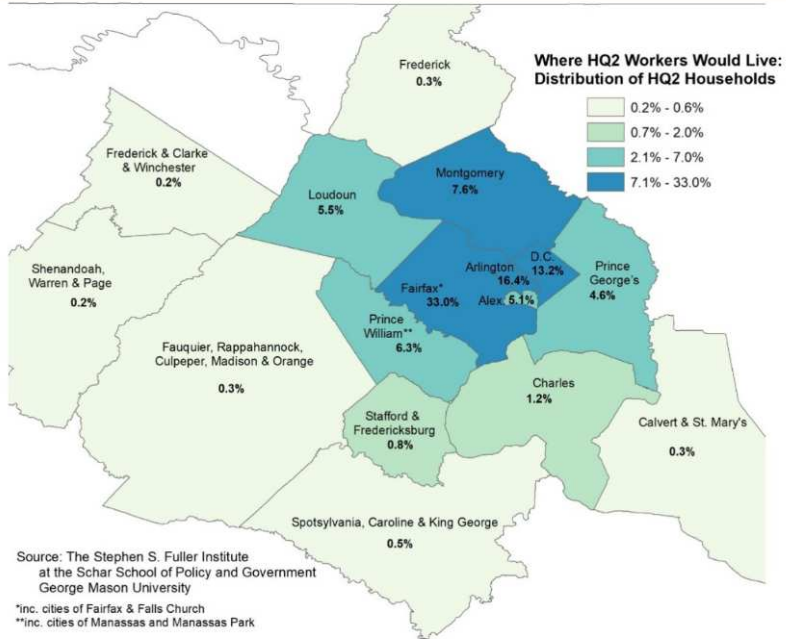 Where HQ2 Workers Would Live:
Distribution of HQ2 Households
0.2% - 0.6%
0.7% - 2.0%
2.1% - 7.0%
7.1% - 33.0%
Frederick
0.3%
Frederick & Clarke
& Winchester
0.2%
Loudoun
5.5%
Montgomery
7.6%
Shenandoah,
Warren & Page
0.2%
Fairfax*
33.0%
Arlington
16.4%
D.C.
13.2%
Alex.
5.1%
Prince
George's
4.6%
Prince
William**
6.3%
Fauquier, Rappahannock,
Culpeper, Madison & Orange
0.3%
Stafford &
Fredericksburg
0.8%
Charles
1.2%
Calvert & St. Mary's
0.3%
Spotsylvania, Caroline & King George
0.5%
Source: The Stephen S. Fuller Institute
at the Schar School of Policy and Government
George Mason University
*inc. cities of Fairfax & Falls Church
**inc. cities of Manassas and Manassas Park